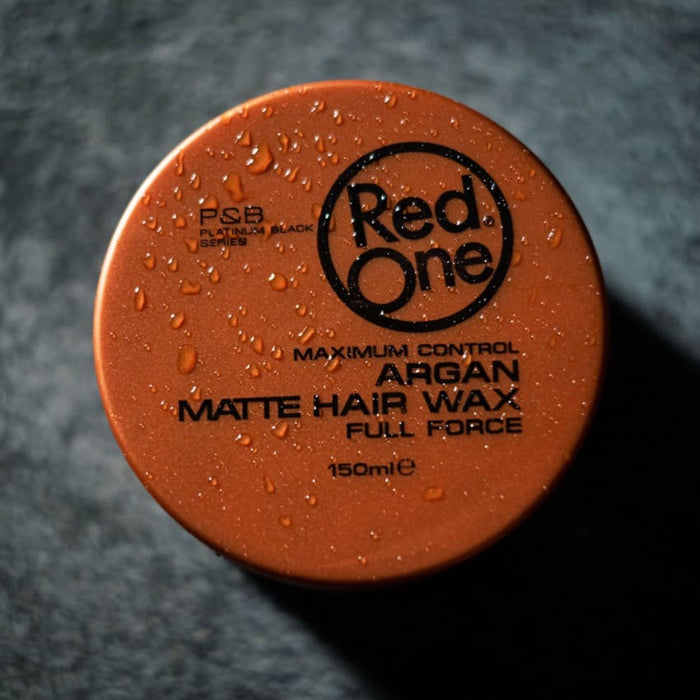 P&B
PLATINUM BLACK
SERIES
Red.
One
MAXIMUM CONTROL
ARGAN
MATTE HAIR WAX
FULL FORCE
150ml ℮